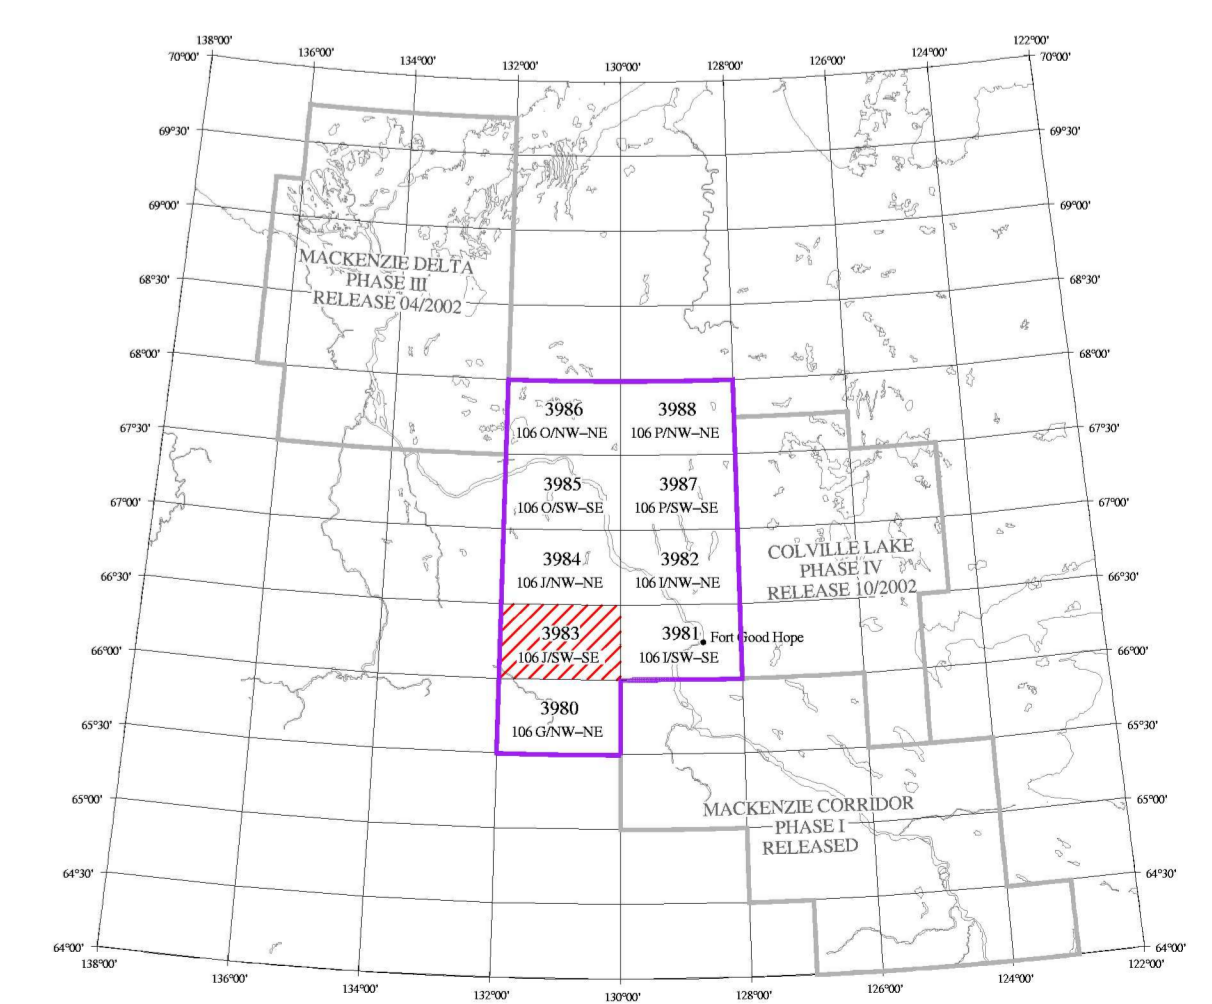 138°00'
136°00'
134°00'
132°00'
130°00'
128°00'
126°00'
124°00'
122°00'
70°00'
70°00'
69°30'
69°30'
69°00'
69°00'
MACKENZIE DELTA
PHASE III
RELEASE 04/2002
68°30'
68°30'
68°00'
68°00'
3986
106 O/NW–NE
3988
106 P/NW–NE
67°30'
67°30'
3985
106 O/SW–SE
3987
106 P/SW–SE
67°00'
67°00'
COLVILLE LAKE
PHASE IV
RELEASE 10/2002
3984
106 J/NW–NE
3982
106 I/NW–NE
66°30'
66°30'
3983
106 J/SW–SE
3981
106 I/SW–SE
Fort Good Hope
66°00'
66°00'
3980
106 G/NW–NE
65°30'
65°30'
65°00'
65°00'
MACKENZIE CORRIDOR
PHASE I
RELEASED
64°30'
64°30'
64°00'
64°00'
138°00'
136°00'
134°00'
132°00'
130°00'
128°00'
126°00'
124°00'
122°00'